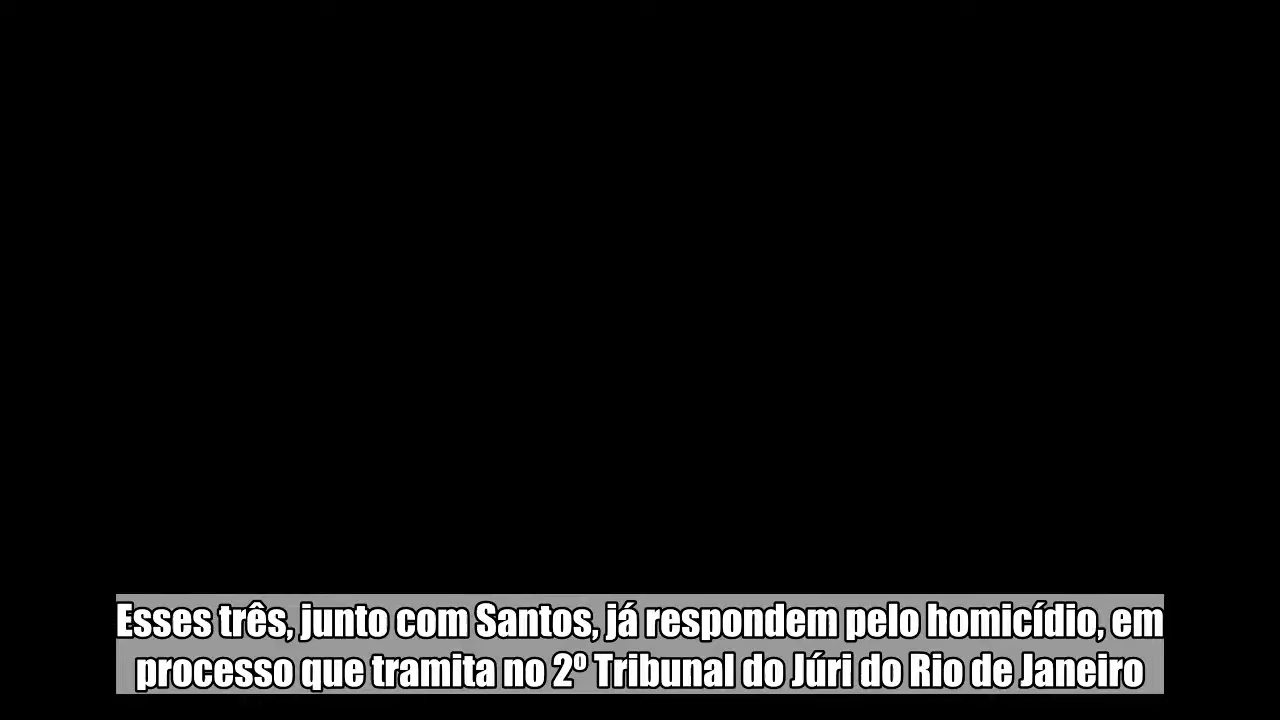 Esses três, junto com Santos, já respondem pelo homicídio, em
processo que tramita no 2º Tribunal do Júri do Rio de Janeiro